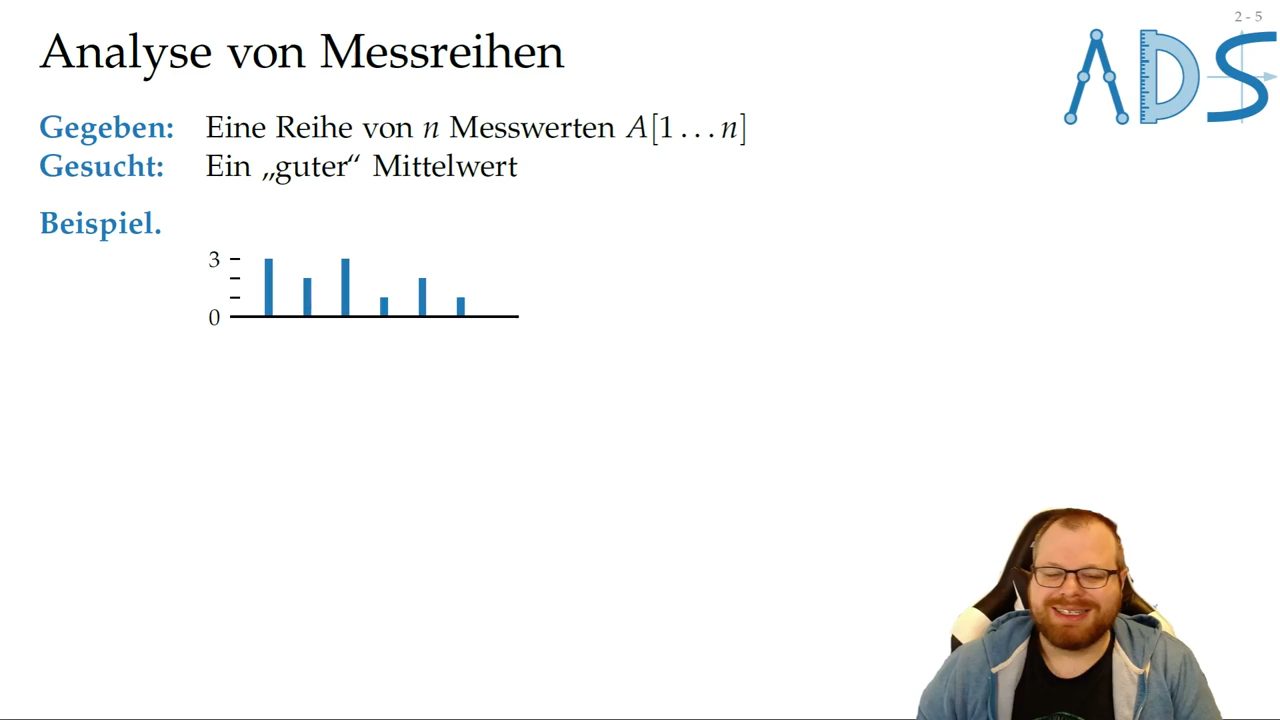 2 - 5
Analyse von Messreihen
ADS
Gegeben: Eine Reihe von n Messwerten A[1 . . . n]
Gesucht: Ein „guter“ Mittelwert
Beispiel.
3
0